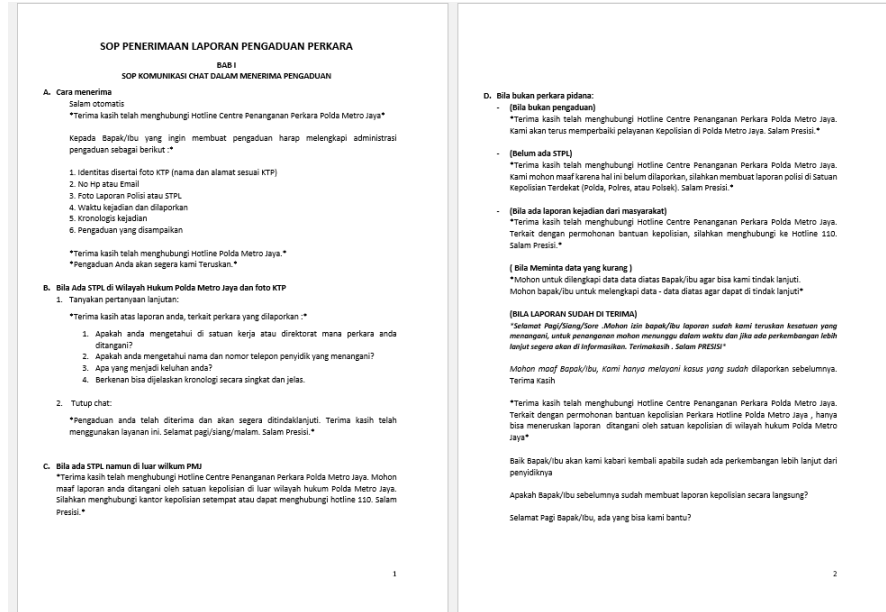 SOP PENERIMAAN LAPORAN PENGADUAN PERKARA
BAB I
SOP KOMUNIKASI CHAT DALAM MENERIMA PENGADUAN
A. Cara menerima
Salam otomatis
*Terima kasih telah menghubungi Hotline Centre Penanganan Perkara Polda Metro Jaya*
Kepada Bapak/Ibu yang ingin membuat pengaduan harap melengkapi administrasi
pengaduan sebagai berikut :*
1. Identitas disertai foto KTP (nama dan alamat sesuai KTP)
2. No Hp atau Email
3. Foto Laporan Polisi atau STPL
4. Waktu kejadian dan dilaporkan
5. Kronologis kejadian
6. Pengaduan yang disampaikan
*Terima kasih telah menghubungi Hotline Polda Metro Jaya.*
*Pengaduan Anda akan segera kami Teruskan.*
B. Bila Ada STPL di Wilayah Hukum Polda Metro Jaya dan foto KTP
1. Tanyakan pertanyaan lanjutan:
*Terima kasih atas laporan anda, terkait perkara yang dilaporkan :*
1. Apakah anda mengetahui di satuan kerja atau direktorat mana perkara anda
ditangani?
2. Apakah anda mengetahui nama dan nomor telepon penyidik yang menangani?
3. Apa yang menjadi keluhan anda?
4. Berkenan bisa dijelaskan kronologi secara singkat dan jelas.
2. Tutup chat:
*Pengaduan anda telah diterima dan akan segera ditindaklanjuti. Terima kasih telah
menggunakan layanan ini. Selamat pagi/siang/malam. Salam Presisi.*
C. Bila ada STPL namun di luar wilkum PMJ
*Terima kasih telah menghubungi Hotline Centre Penanganan Perkara Polda Metro Jaya. Mohon
maaf laporan anda ditangani oleh satuan kepolisian di luar wilayah hukum Polda Metro Jaya.
Silahkan menghubungi kantor kepolisian setempat atau dapat menghubungi hotline 110. Salam
Presisi.*
1
D. Bila bukan perkara pidana:
- (Bila bukan pengaduan)
*Terima kasih telah menghubungi Hotline Centre Penanganan Perkara Polda Metro Jaya.
Kami akan terus memperbaiki pelayanan Kepolisian di Polda Metro Jaya. Salam Presisi.*
- (Belum ada STPL)
*Terima kasih telah menghubungi Hotline Centre Penanganan Perkara Polda Metro Jaya.
Kami mohon maaf karena hal ini belum dilaporkan, silahkan membuat laporan polisi di Satuan
Kepolisian Terdekat (Polda, Polres, atau Polsek). Salam Presisi.*
- (Bila ada laporan kejadian dari masyarakat)
*Terima kasih telah menghubungi Hotline Centre Penanganan Perkara Polda Metro Jaya.
Terkait dengan permohonan bantuan kepolisian, silahkan menghubungi ke Hotline 110.
Salam Presisi.*
( Bila Meminta data yang kurang )
*Mohon untuk dilengkapi data data diatas Bapak/ibu agar bisa kami tindak lanjuti.
Mohon bapak/ibu untuk melengkapi data - data diatas agar dapat di tindak lanjuti*
(BILA LAPORAN SUDAH DI TERIMA)
*Selamat Pagi/Siang/Sore .Mohon izin bapak/ibu laporan sudah kami teruskan kesatuan yang
menangani, untuk penanganan mohon menunggu dalam waktu dan jika ada perkembangan lebih
lanjut segera akan di informasikan. Terimakasih . Salam PRESISI*
Mohon maaf Bapak/Ibu, Kami hanya melayani kasus yang sudah dilaporkan sebelumnya.
Terima Kasih
*Terima kasih telah menghubungi Hotline Centre Penanganan Perkara Polda Metro Jaya.
Terkait dengan permohonan bantuan kepolisian Perkara Hotline Polda Metro Jaya , hanya
bisa meneruskan laporan ditangani oleh satuan kepolisian di wilayah hukum Polda Metro
Jaya*
Baik Bapak/Ibu akan kami kabari kembali apabila sudah ada perkembangan lebih lanjut dari
penyidiknya
Apakah Bapak/Ibu sebelumnya sudah membuat laporan kepolisian secara langsung?
Selamat Pagi Bapak/Ibu, ada yang bisa kami bantu?
2